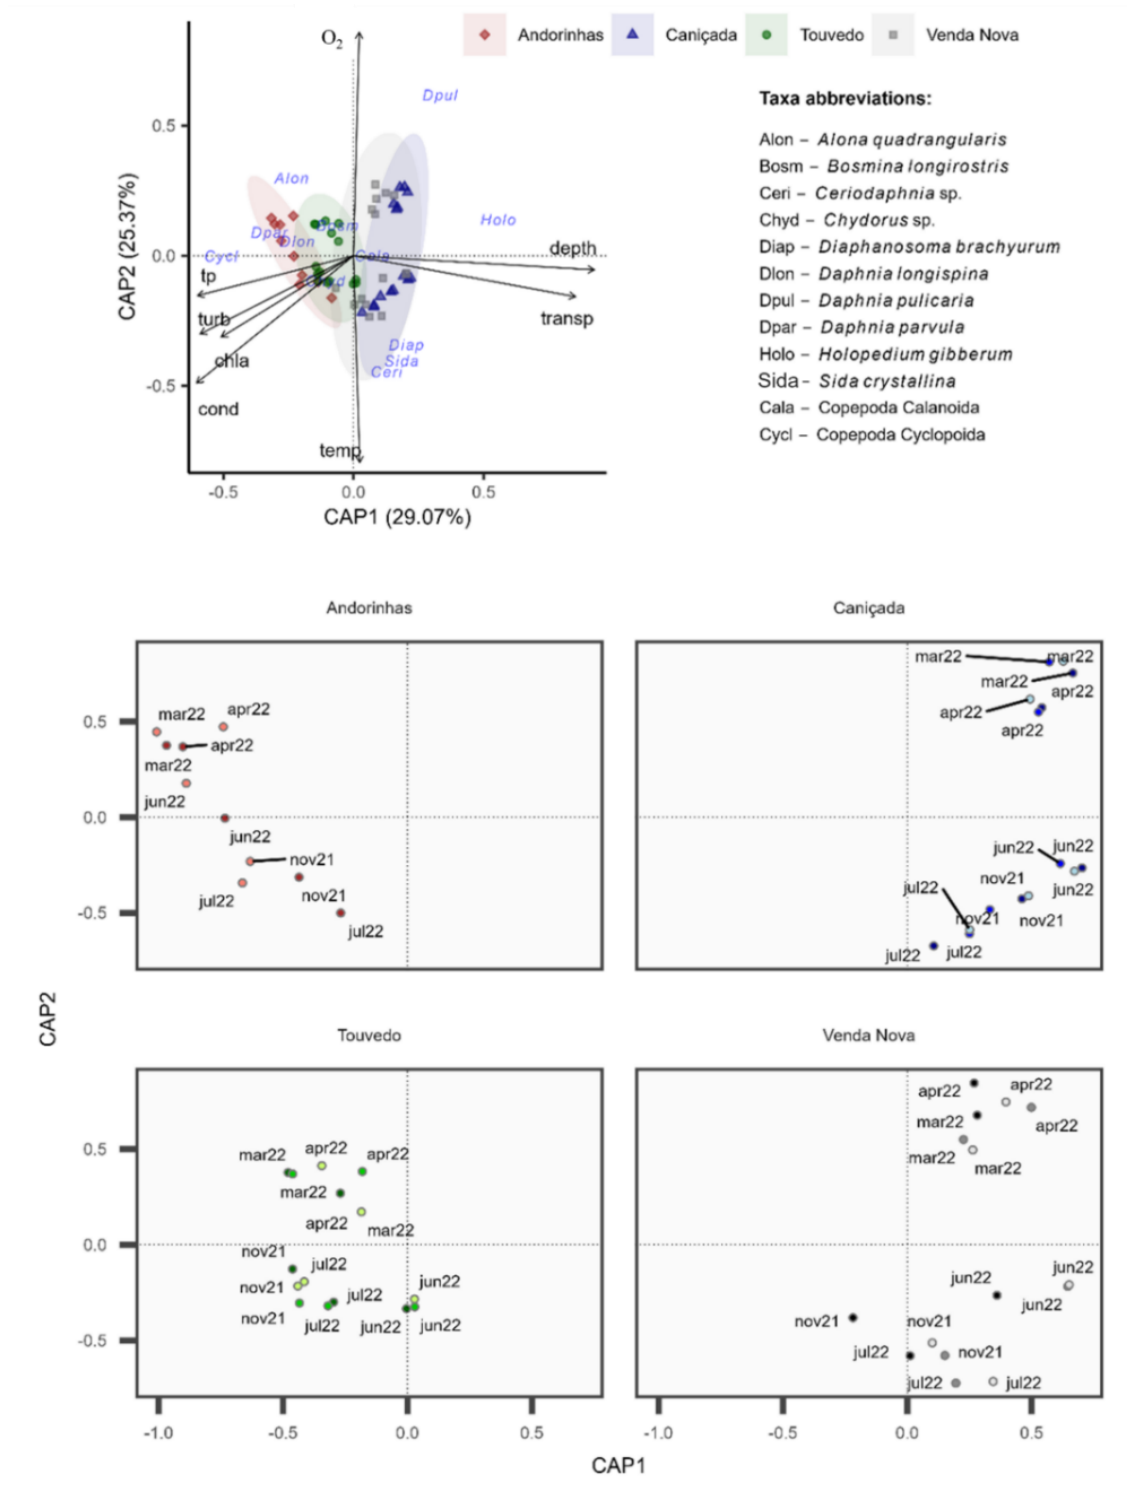 O2
Andorinhas
Caniçada
Touvedo
Venda Nova
Dpul
Taxa abbreviations:
0.5
Alon – Alona quadrangularis
Bosm – Bosmina longirostris
Alon
Ceri – Ceriodaphnia sp.
Holo
Chyd – Chydorus sp.
Dpar
Dlon
depth
Diap – Diaphanosoma brachyurum
0.0
Cycl
Cala
tp
Dlon – Daphnia longispina
CAP2 (25.37%)
Dpul – Daphnia pulicaria
turb
transp
Dpar – Daphnia parvula
Diap
Holo – Holopedium gibberum
chla
Sida
Ceri
Sida – Sida crystallina
-0.5
cond
Cala – Copepoda Calanoida
Cycl – Copepoda Cyclopoida
temp
-0.5
0.0
0.5
CAP1 (29.07%)
Andorinhas
Caniçada
mar22
mar22
mar22
apr22
apr22
apr22
mar22
apr22
0.5
apr22
mar22
jun22
0.0
jun22
jun22
jun22
nov21
nov21
jun22
jul22
nov21
jul22
-0.5
nov21
nov21
jul22
jul22
jul22
CAP2
Touvedo
Venda Nova
apr22
apr22
mar22
apr22
apr22
0.5
mar22
apr22
mar22
mar22
mar22
apr22
mar22
0.0
nov21
jul22
jun22
nov21
jun22
jun22
jul22
jun22
nov21
jul22
jun22
jun22
nov21
nov21
-0.5
jul22
nov21
jul22
jul22
-1.0
-0.5
0.0
0.5
-1.0
-0.5
0.0
0.5
CAP1